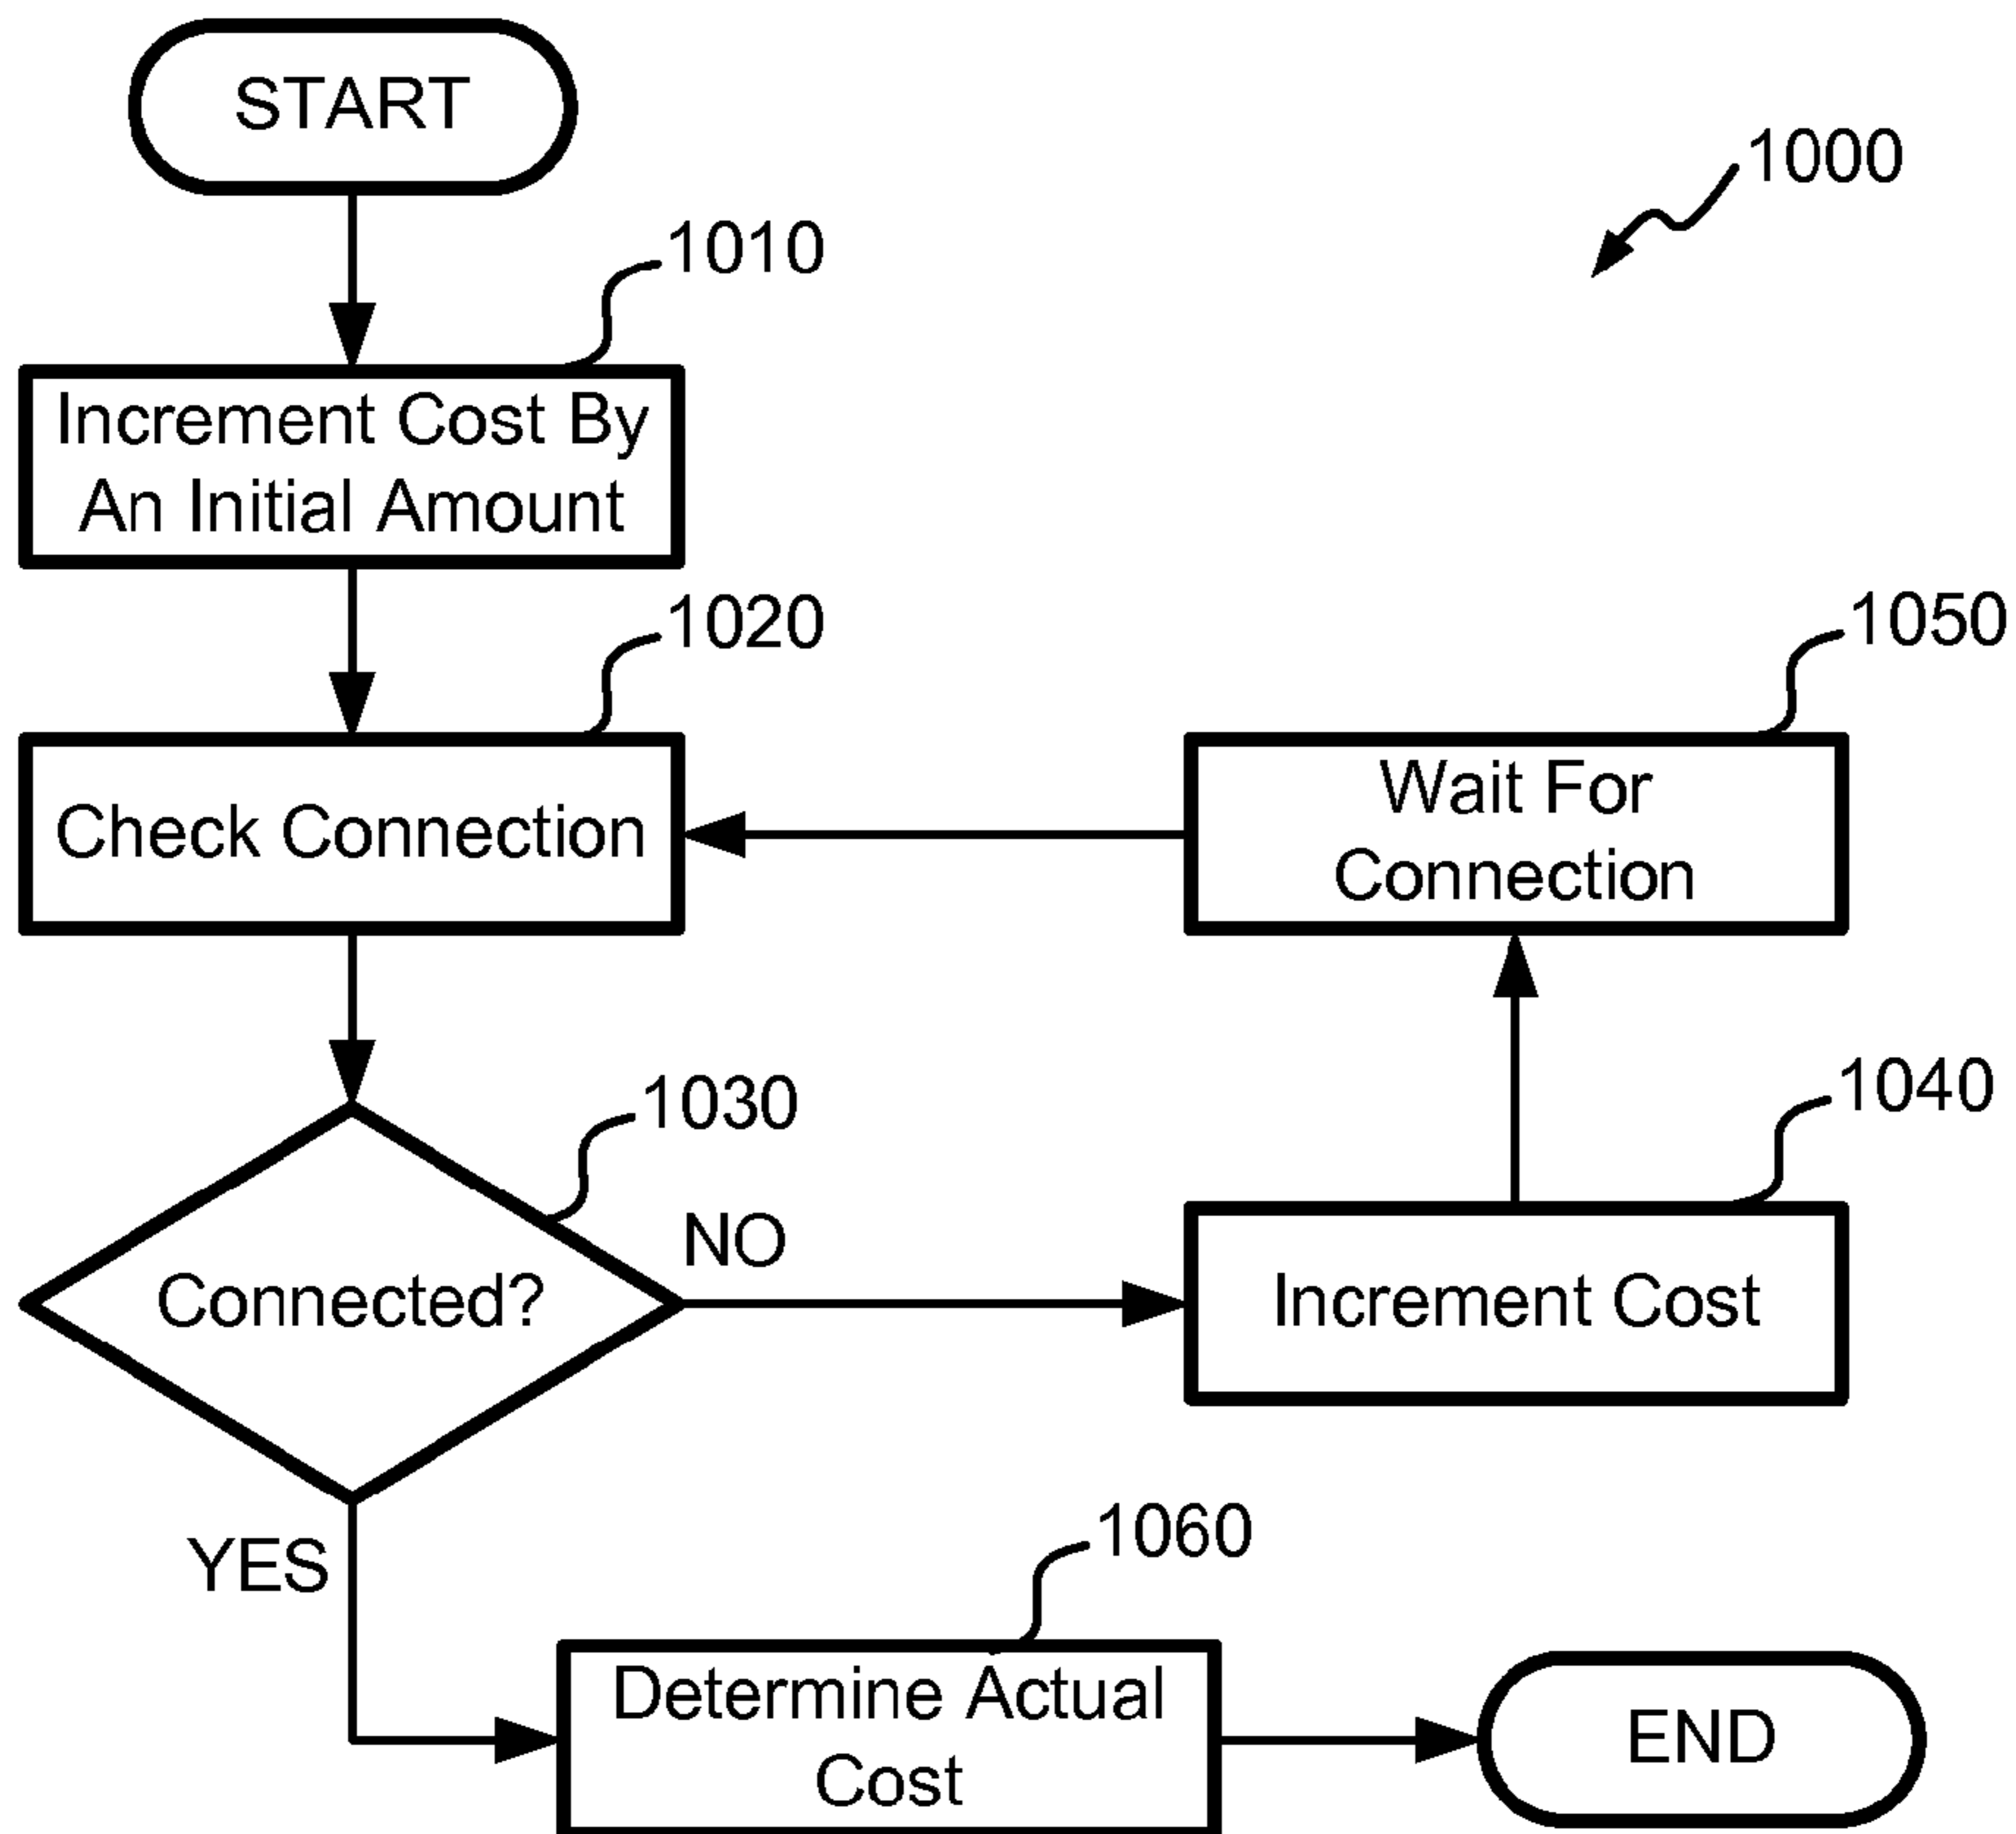 START
1000
1010
Increment Cost By
An Initial Amount
1020
1050
Check Connection
Wait For
Connection
1030
1040
Connected?
NO
Increment Cost
YES
1060
Determine Actual
Cost
END